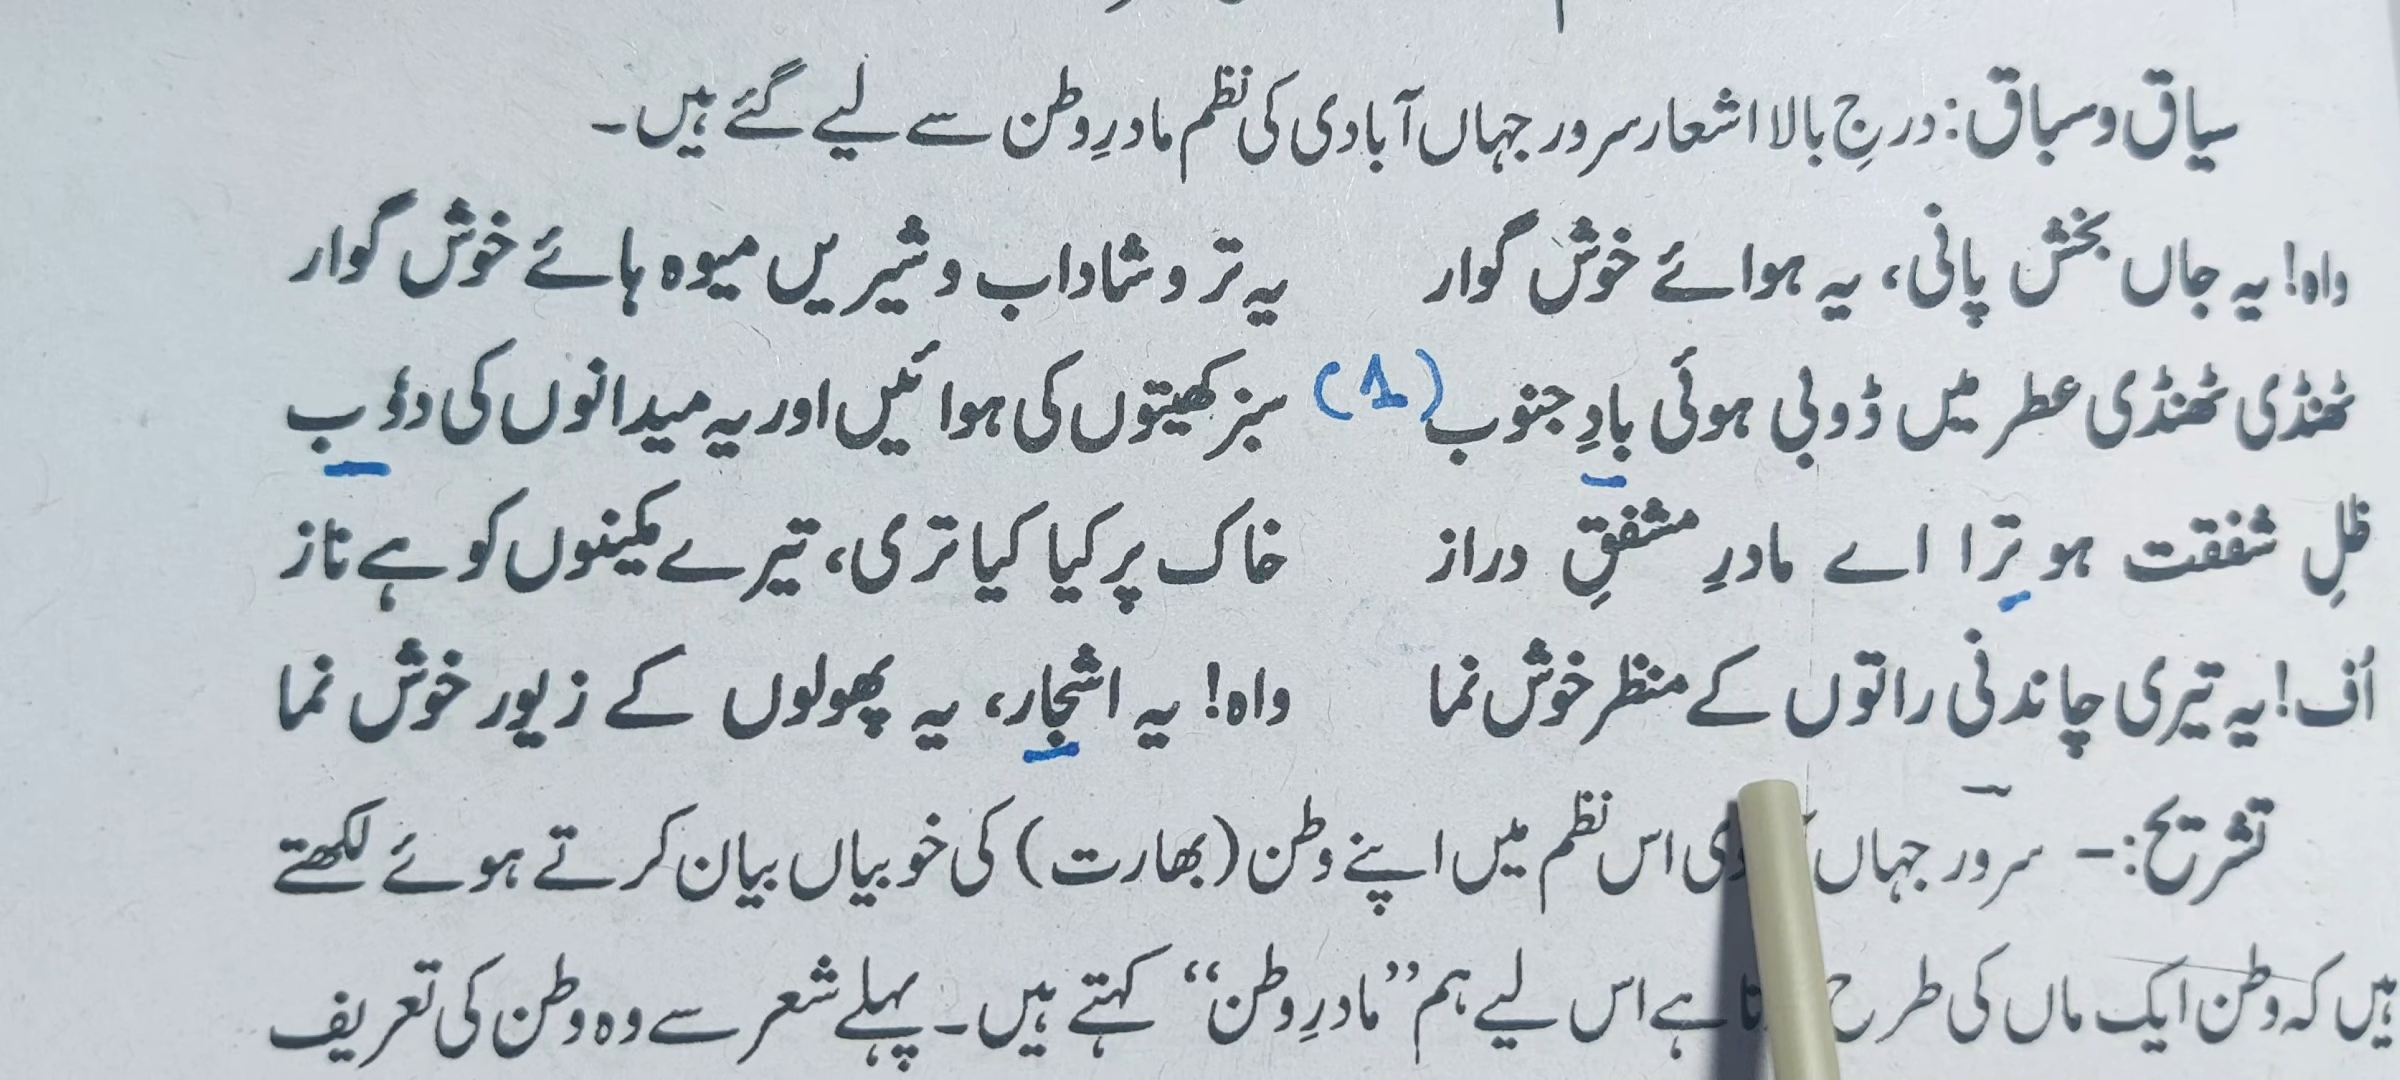 سیاق وسباق: درجِ بالا اشعار سرور جہاں آبادی کی نظم مادرِ وطن سے لیے گئے ہیں۔
واہ! یہ جاں بخش پانی، یہ ہوائے خوش گوار یہ تر و شاداب و شیریں میوہ ہائے خوش گوار
ٹھنڈی ٹھنڈی عطر میں ڈوبی ہوئی بادِ جنوب (1) سبز کھیتوں کی ہوائیں اور یہ میدانوں کی دؤب
ظلِ شفقت ہو تِرا اے مادرِ مشفقِ دراز خاک پر کیا کیا تری، تیرے مکینوں کو ہے ناز
اُف! یہ تیری چاندنی راتوں کے منظر خوش نما واہ! یہ اشجار، یہ پھولوں کے زیور خوش نما
تشریح:- سرور جہاں اس نظم میں اپنے وطن (بھارت) کی خوبیاں بیان کرتے ہوئے لکھتے
ہیں کہ وطن ایک ماں کی طرح ہے اس لیے ہم ”مادرِ وطن“ کہتے ہیں۔ پہلے شعر سے وہ وطن کی تعریف